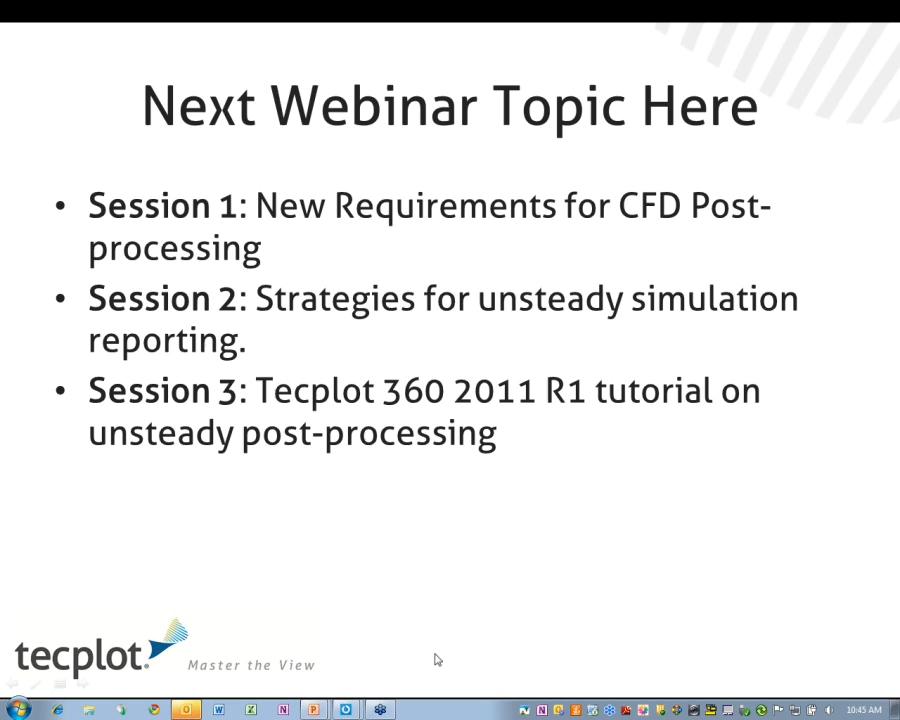 Next Webinar Topic Here
• Session 1: New Requirements for CFD Post-
processing
• Session 2: Strategies for unsteady simulation
reporting.
• Session 3: Tecplot 360 2011 R1 tutorial on
unsteady post-processing
tecplot.
Master the View
10:45 AM